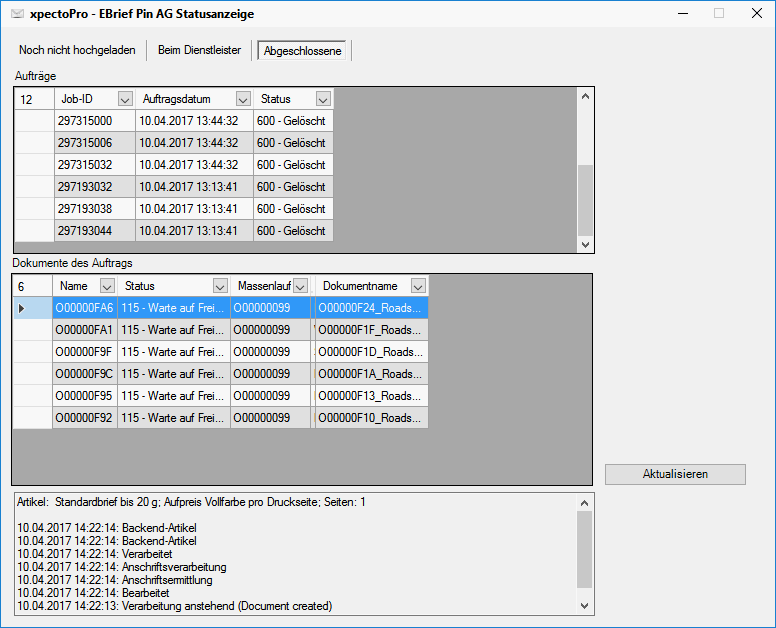 xpectoPro - EBrief Pin AG Statusanzeige
Noch nicht hochgeladen Beim Dienstleister Abgeschlossene
Aufträge
12 Job-ID Auftragsdatum Status
297315000 10.04.2017 13:44:32 600 - Gelöscht
297315006 10.04.2017 13:44:32 600 - Gelöscht
297315032 10.04.2017 13:44:32 600 - Gelöscht
297193032 10.04.2017 13:13:41 600 - Gelöscht
297193038 10.04.2017 13:13:41 600 - Gelöscht
297193044 10.04.2017 13:13:41 600 - Gelöscht
Dokumente des Auftrags
6 Name Status Massenlauf Dokumentname
O00000FA6 115 - Warte auf Frei... O00000099 O00000F24_Roads...
O00000FA1 115 - Warte auf Frei... O00000099 O00000F1F_Roads...
O00000F9F 115 - Warte auf Frei... O00000099 O00000F1D_Roads...
O00000F9C 115 - Warte auf Frei... O00000099 O00000F1A_Roads...
O00000F95 115 - Warte auf Frei... O00000099 O00000F13_Roads...
O00000F92 115 - Warte auf Frei... O00000099 O00000F10_Roads...
Aktualisieren
Artikel: Standardbrief bis 20 g; Aufpreis Vollfarbe pro Druckseite; Seiten: 1
10.04.2017 14:22:14: Backend-Artikel
10.04.2017 14:22:14: Backend-Artikel
10.04.2017 14:22:14: Verarbeitet
10.04.2017 14:22:14: Anschriftsverarbeitung
10.04.2017 14:22:14: Anschriftsermittlung
10.04.2017 14:22:14: Bearbeitet
10.04.2017 14:22:13: Verarbeitung anstehend (Document created)